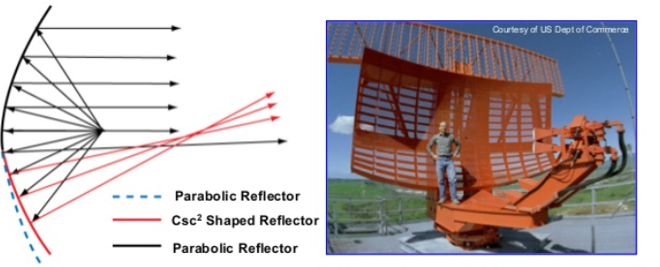 Courtesy of US Dept of Commerce
Parabolic Reflector
Csc² Shaped Reflector
Parabolic Reflector